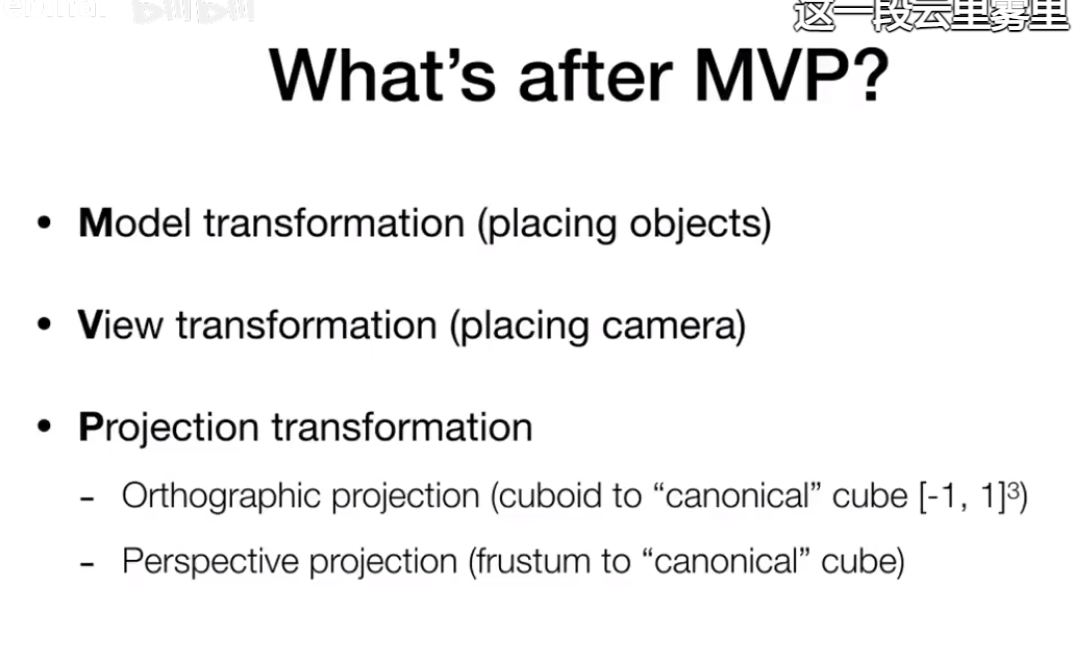 这一段云里雾里
What's after MVP?
• Model transformation (placing objects)
• View transformation (placing camera)
• Projection transformation
- Orthographic projection (cuboid to “canonical” cube [-1, 1]³)
- Perspective projection (frustum to “canonical” cube)